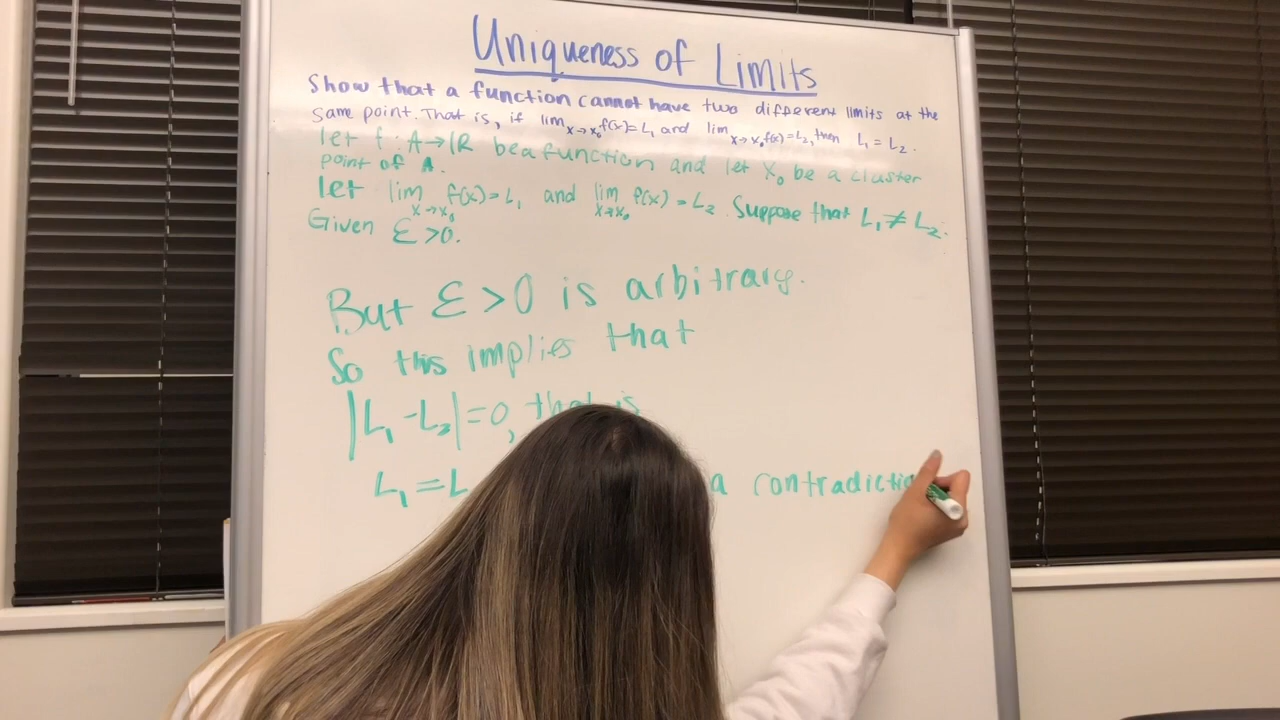 Uniqueness of Limits
Show that a function cannot have two different limits at the
same point. That is, if lim x→x₀ f(x)=L₁ and lim x→x₀ f(x)=L₂, then L₁ = L₂.
let f : A→ℝ be a function and let X₀ be a cluster
point of A.
let lim x→x₀ f(x)=L₁ and lim x→x₀ f(x) = L₂. Suppose that L₁ ≠ L₂.
Given ε >0.
But ε > 0 is arbitrary.
So this implies that
|L₁ -L₂|=0, that is
L₁ = L a contradictio